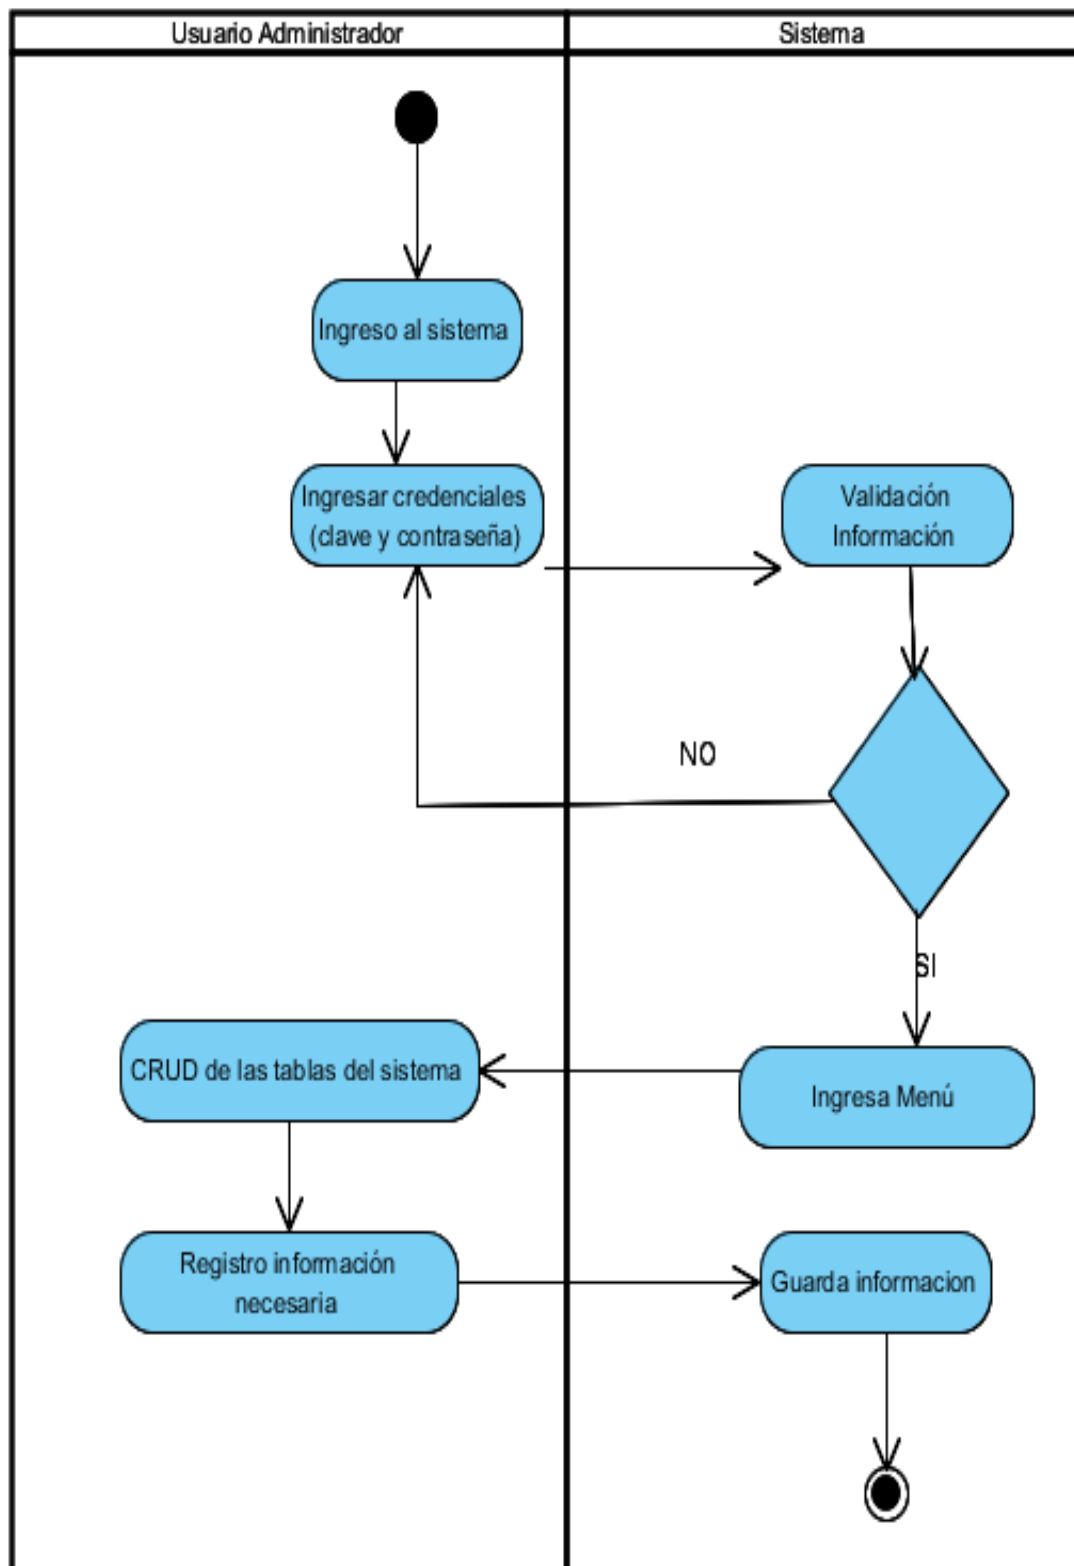 Usuario Administrador
Sistema
Ingreso al sistema
Ingresar credenciales
(clave y contraseña)
Validación
Información
NO
SI
CRUD de las tablas del sistema
Ingresa Menú
Registro información
necesaria
Guarda informacion